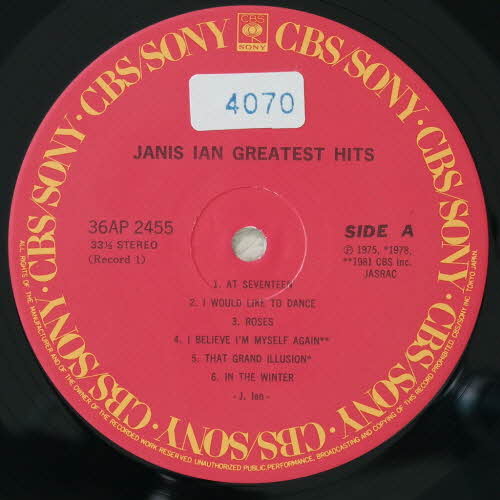 CBS/SONY · CBS/SONY · CBS/SONY · CBS/SONY · CBS/SONY · CBS/SONY ·
CBS
SONY
4070
JANIS IAN GREATEST HITS
36AP 2455
33⅓ STEREO
(Record 1)
SIDE A
℗ 1975, *1978,
**1981 CBS Inc.
JASRAC
1. AT SEVENTEEN
2. I WOULD LIKE TO DANCE
3. ROSES
4. I BELIEVE I'M MYSELF AGAIN**
5. THAT GRAND ILLUSION*
6. IN THE WINTER
- J. Ian -
ALL RIGHTS OF THE MANUFACTURER AND OF THE OWNER OF THE RECORDED WORK RESERVED. UNAUTHORIZED PUBLIC PERFORMANCE, BROADCASTING AND COPYING OF THIS RECORD PROHIBITED. CBS/SONY INC. TOKYO JAPAN.